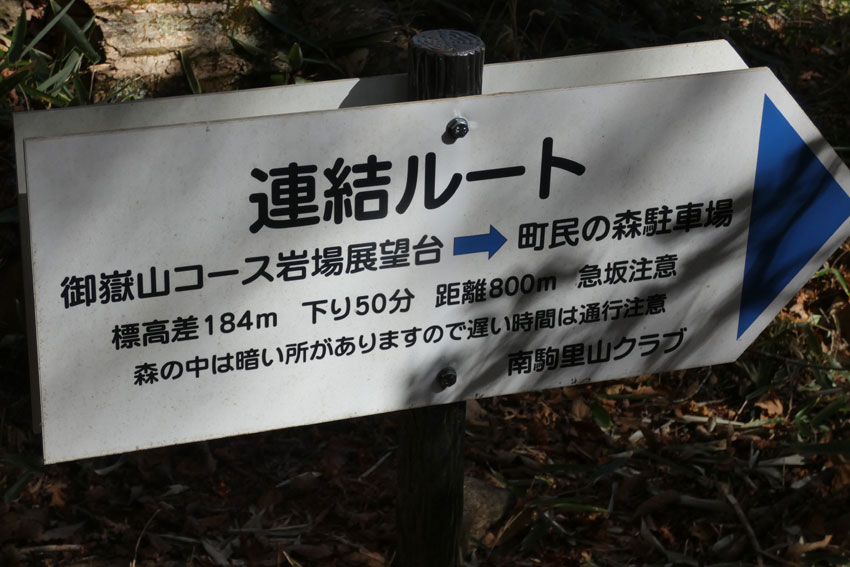 連結ルート
御嶽山コース岩場展望台➡町民の森駐車場
標高差184m 下り50分 距離800m 急坂注意
森の中は暗い所がありますので遅い時間は通行注意
南駒里山クラブ